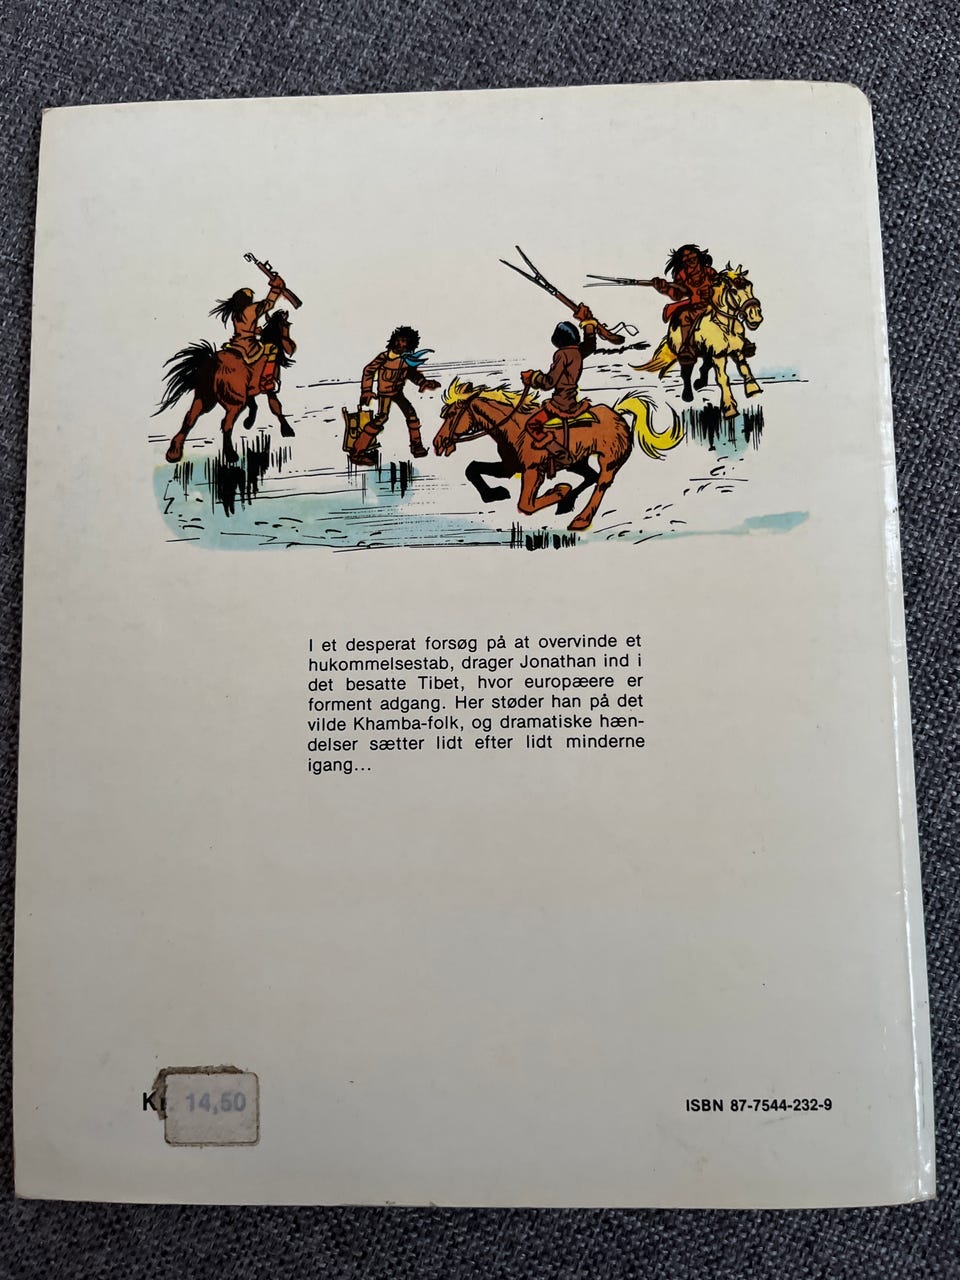 I et desperat forsøg på at overvinde et
hukommelsestab, drager Jonathan ind i
det besatte Tibet, hvor europæere er
forment adgang. Her støder han på det
vilde Khamba-folk, og dramatiske hæn-
delser sætter lidt efter lidt minderne
igang...
Kr. 14,50
ISBN 87-7544-232-9